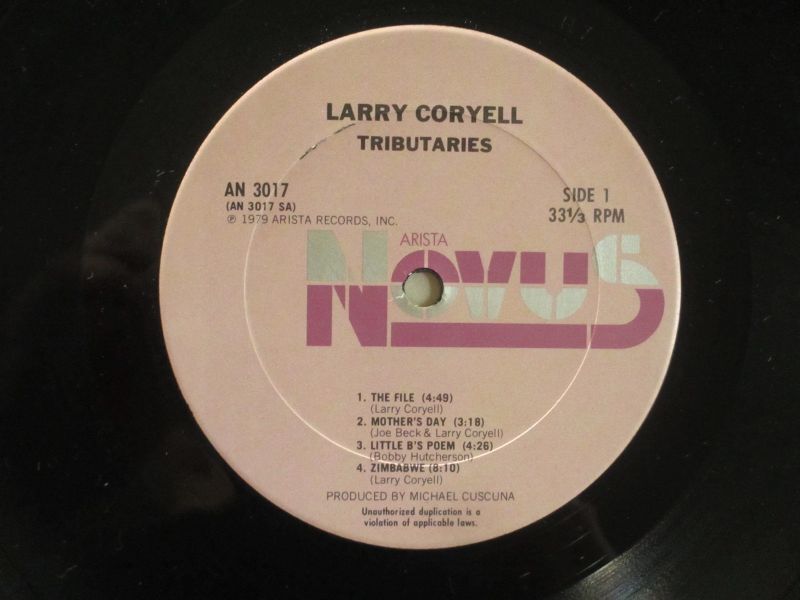 LARRY CORYELL
TRIBUTARIES
AN 3017
(AN 3017 SA)
℗ 1979 ARISTA RECORDS, INC.
SIDE 1
33⅓ RPM
ARISTA
NOVUS
1. THE FILE (4:49)
(Larry Coryell)
2. MOTHER'S DAY (3:18)
(Joe Beck & Larry Coryell)
3. LITTLE B'S POEM (4:26)
(Bobby Hutcherson)
4. ZIMBABWE (8:10)
(Larry Coryell)
PRODUCED BY MICHAEL CUSCUNA
Unauthorized duplication is a
violation of applicable laws.